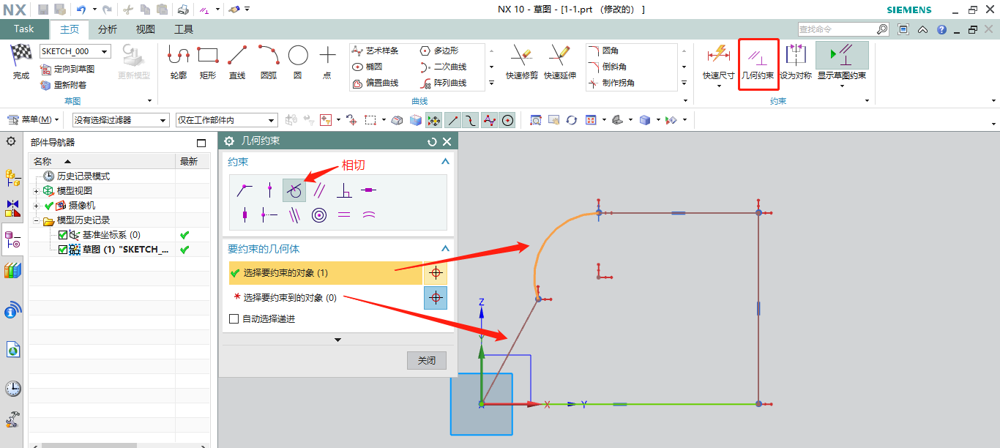 NX
NX 10 - 草图 - [1-1.prt （修改的） ]
SIEMENS
Task
主页
分析
视图
工具
查找命令
完成
SKETCH_000
定向到草图
重新附着
更新模型
草图
轮廓
矩形
直线
圆弧
圆
点
艺术样条
椭圆
偏置曲线
多边形
二次曲线
阵列曲线
曲线
快速修剪
快速延伸
圆角
倒斜角
制作拐角
快速尺寸
几何约束
设为对称
显示草图约束
约束
菜单(M)
没有选择过滤器
仅在工作部件内
部件导航器
名称
最新
历史记录模式
模型视图
摄像机
模型历史记录
基准坐标系 (0)
草图 (1) "SKETCH_...
几何约束
约束
相切
要约束的几何体
选择要约束的对象 (1)
* 选择要约束到的对象 (0)
自动选择递进
关闭
Z
X
Y